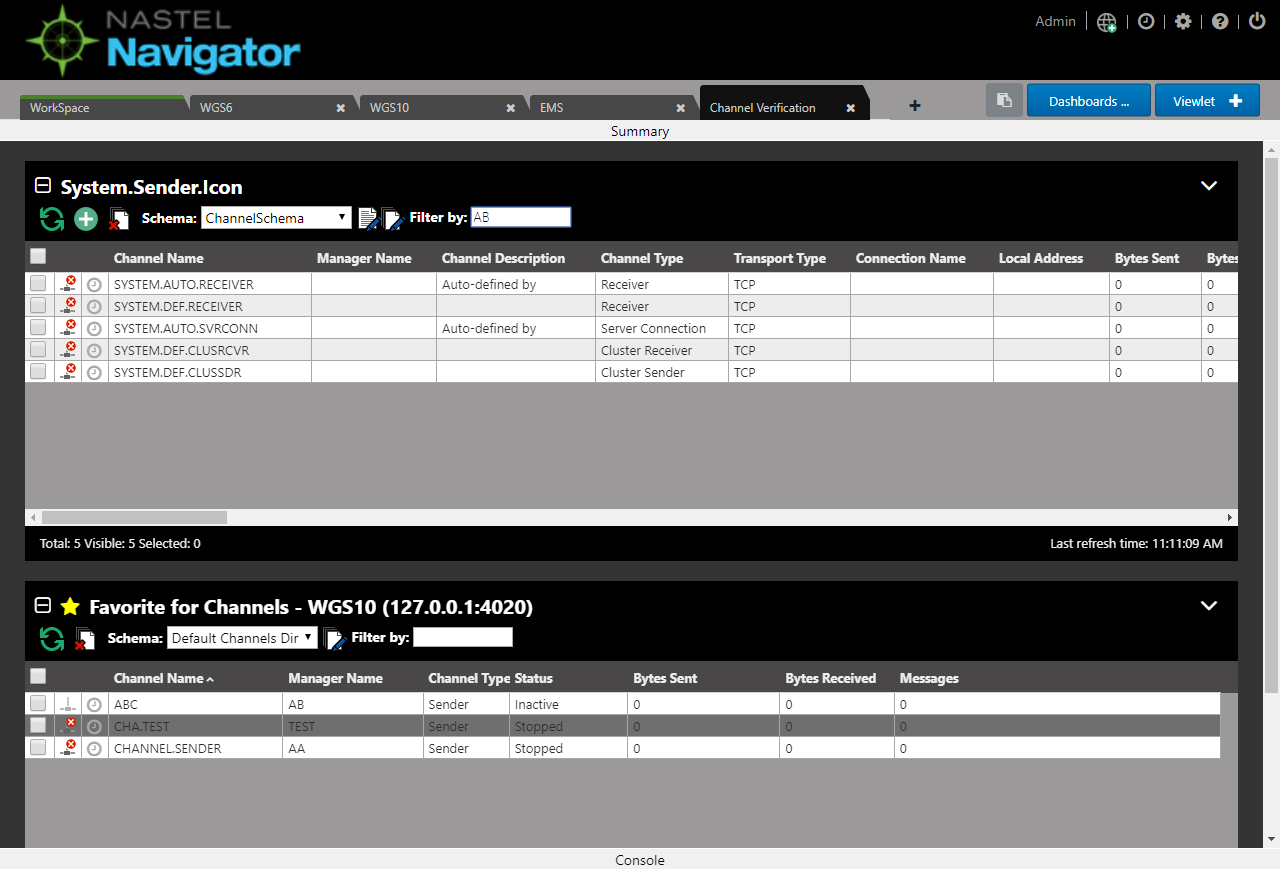 NASTEL
Navigator
Admin
WorkSpace WGS6 WGS10 EMS Channel Verification
Dashboards ... Viewlet
Summary
System.Sender.Icon
Schema: ChannelSchema Filter by: AB
Channel Name Manager Name Channel Description Channel Type Transport Type Connection Name Local Address Bytes Sent Bytes
SYSTEM.AUTO.RECEIVER Auto-defined by Receiver TCP 0 0
SYSTEM.DEF.RECEIVER Receiver TCP 0 0
SYSTEM.AUTO.SVRCONN Auto-defined by Server Connection TCP 0 0
SYSTEM.DEF.CLUSRCVR Cluster Receiver TCP 0 0
SYSTEM.DEF.CLUSSDR Cluster Sender TCP 0 0
Total: 5 Visible: 5 Selected: 0 Last refresh time: 11:11:09 AM
Favorite for Channels - WGS10 (127.0.0.1:4020)
Schema: Default Channels Dir Filter by:
Channel Name Manager Name Channel Type Status Bytes Sent Bytes Received Messages
ABC AB Sender Inactive 0 0 0
CHA.TEST TEST Sender Stopped 0 0 0
CHANNEL.SENDER AA Sender Stopped 0 0 0
Console